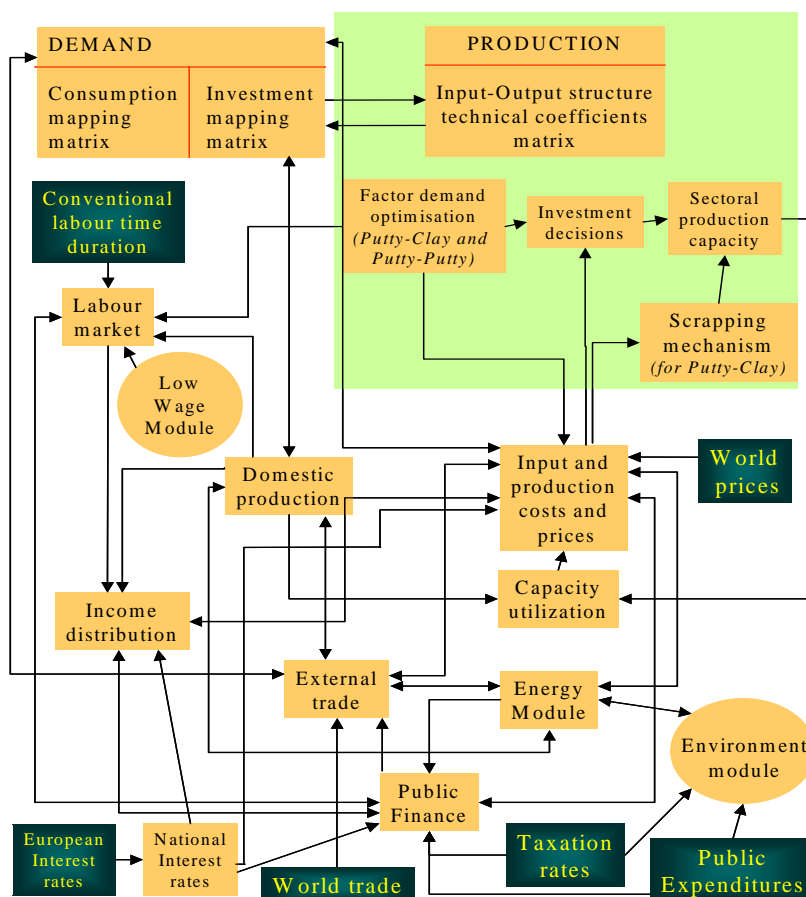 DEMAND
Consumption
mapping
matrix
Investment
mapping
matrix
PRODUCTION
Input-Output structure
technical coefficients
matrix
Conventional
labour time
duration
Factor demand
optimisation
(Putty-Clay and
Putty-Putty)
Investment
decisions
Sectoral
production
capacity
Labour
market
Scrapping
mechanism
(for Putty-Clay)
Low
Wage
Module
Domestic
production
Input and
production
costs and
prices
World
prices
Capacity
utilization
Income
distribution
External
trade
Energy
Module
Environment
module
Public
Finance
European
Interest
rates
National
Interest
rates
World trade
Taxation
rates
Public
Expenditures